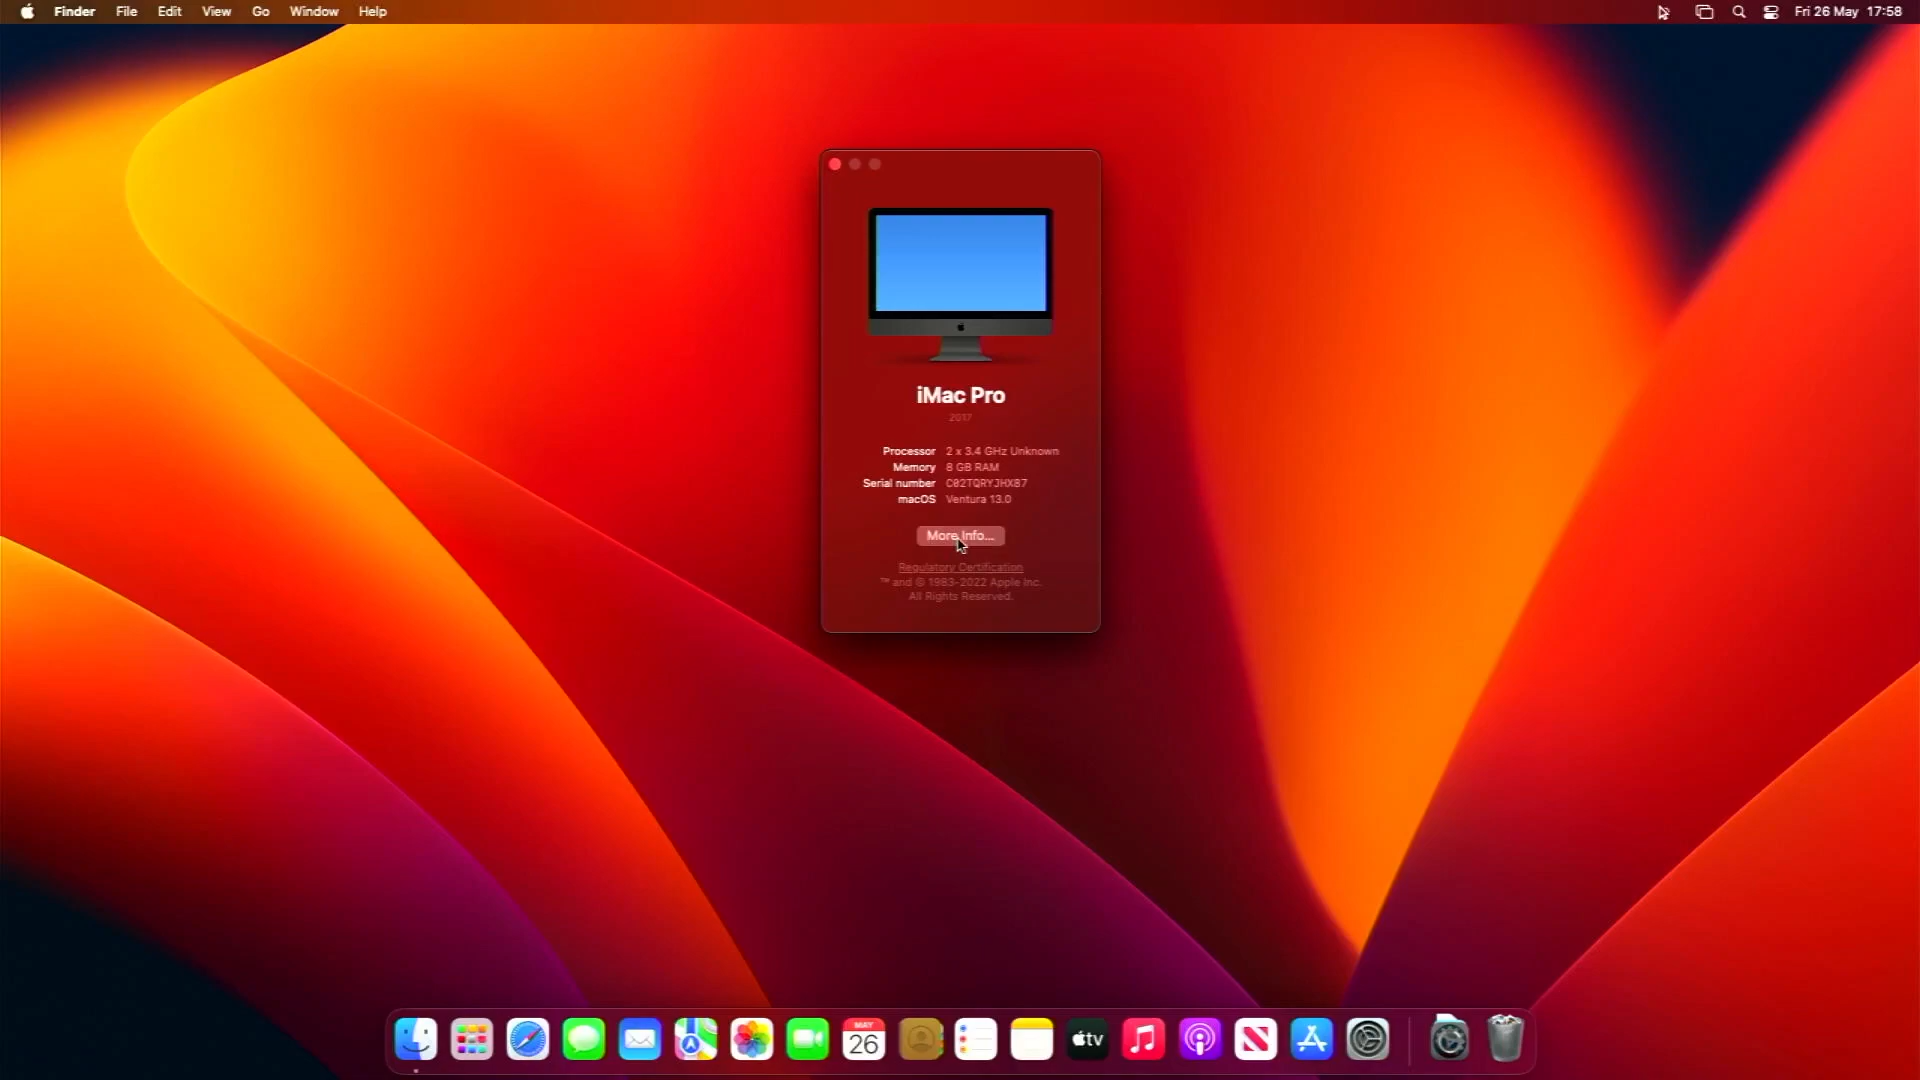 Finder File Edit View Go Window Help
Fri 26 May 17:58
iMac Pro
2017
Processor 2 x 3.4 GHz Unknown
Memory 8 GB RAM
Serial number C02TQRYJHX87
macOS Ventura 13.0
More Info...
Regulatory Certification
™ and © 1983-2022 Apple Inc.
All Rights Reserved.
MAY
26
tv